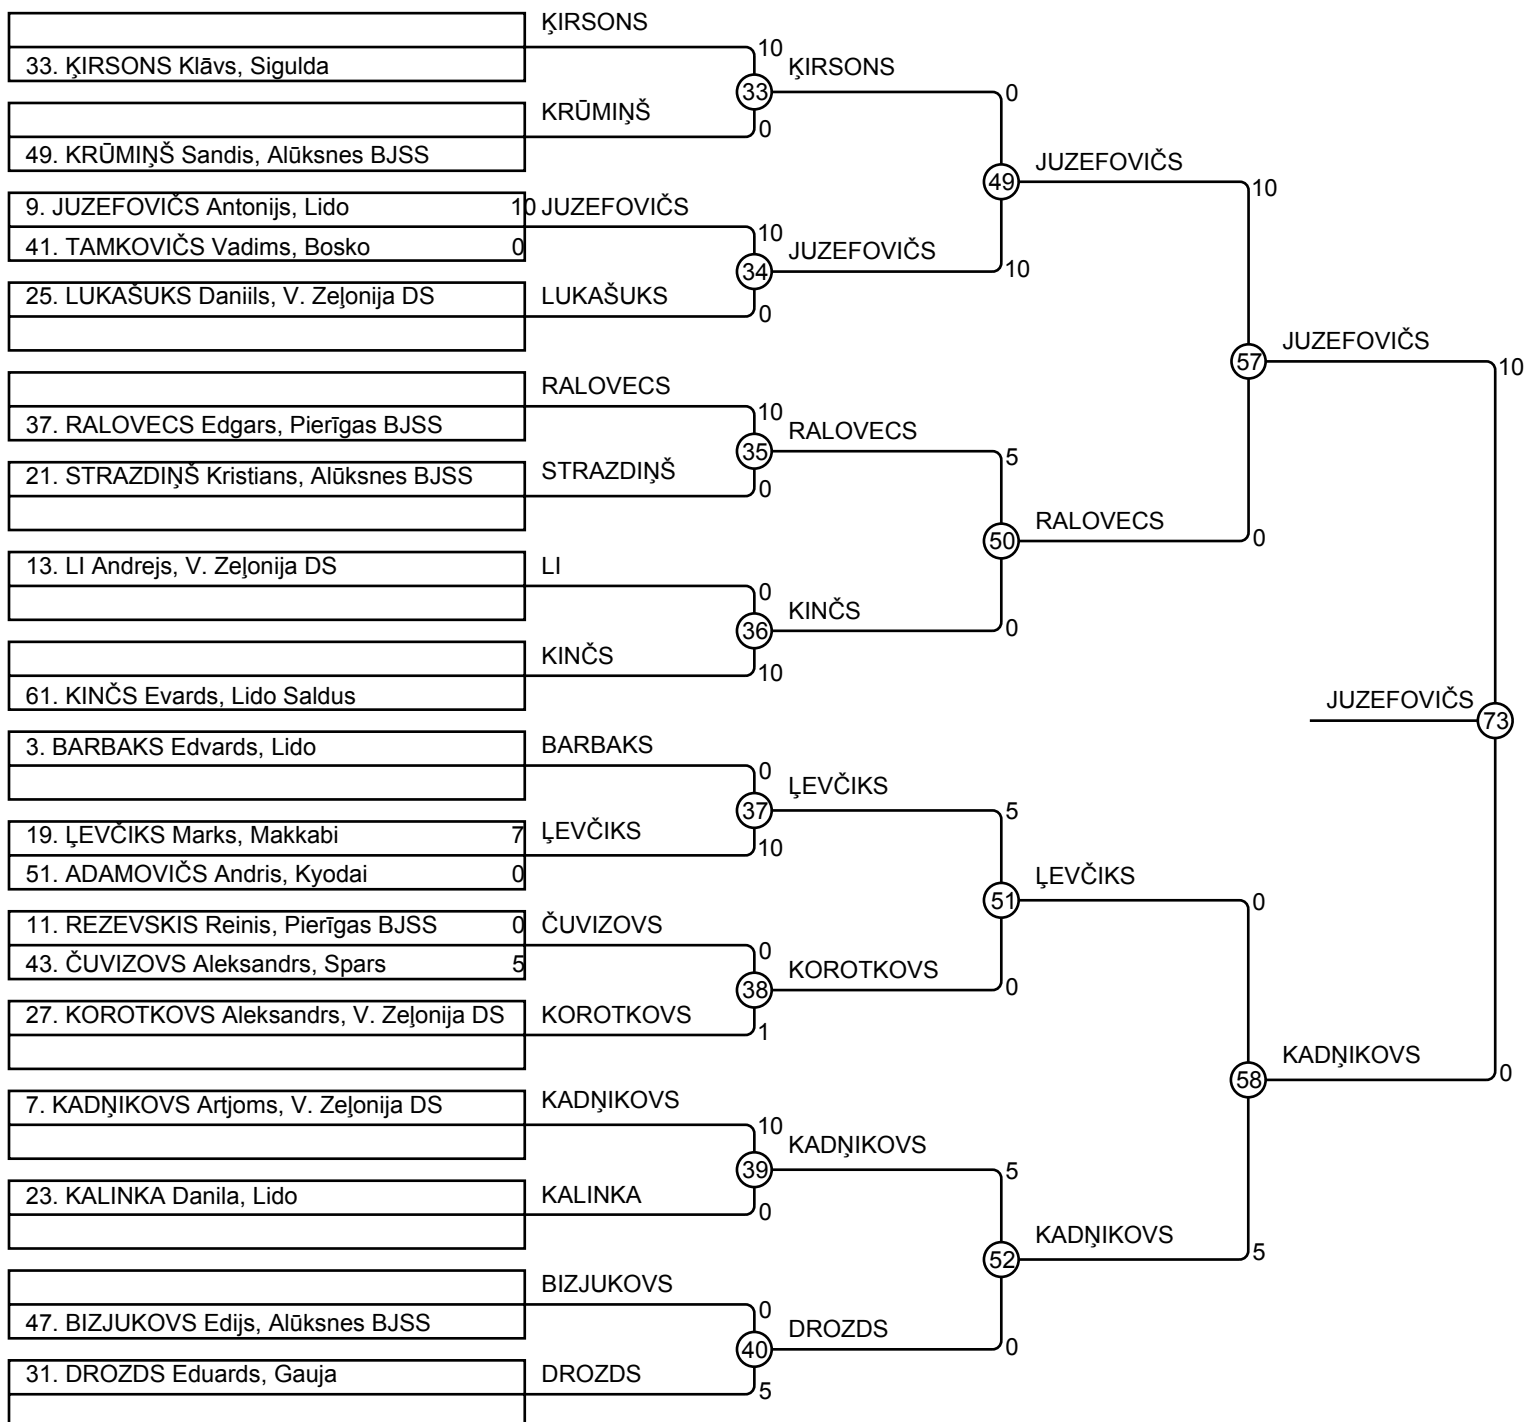 ĶIRSONS
10
33. ĶIRSONS Klāvs, Sigulda
ĶIRSONS
33
0
KRŪMIŅŠ
0
49. KRŪMIŅŠ Sandis, Alūksnes BJSS
JUZEFOVIČS
49
10
9. JUZEFOVIČS Antonijs, Lido 10 JUZEFOVIČS
10
41. TAMKOVIČS Vadims, Bosko 0
JUZEFOVIČS
34
10
25. LUKAŠUKS Daniils, V. Zeļonija DS LUKAŠUKS
0
JUZEFOVIČS
57
10
RALOVECS
10
37. RALOVECS Edgars, Pierīgas BJSS
RALOVECS
35
5
21. STRAZDIŅŠ Kristians, Alūksnes BJSS STRAZDIŅŠ
0
RALOVECS
50
0
13. LI Andrejs, V. Zeļonija DS LI
0
KINČS
36
0
KINČS
10
61. KINČS Evards, Lido Saldus
JUZEFOVIČS
73
3. BARBAKS Edvards, Lido BARBAKS
0
ĻEVČIKS
37
5
19. ĻEVČIKS Marks, Makkabi 7 ĻEVČIKS
10
51. ADAMOVIČS Andris, Kyodai 0
ĻEVČIKS
51
0
11. REZEVSKIS Reinis, Pierīgas BJSS 0 ČUVIZOVS
0
43. ČUVIZOVS Aleksandrs, Spars 5
KOROTKOVS
38
0
27. KOROTKOVS Aleksandrs, V. Zeļonija DS KOROTKOVS
1
KADŅIKOVS
58
0
7. KADŅIKOVS Artjoms, V. Zeļonija DS KADŅIKOVS
10
KADŅIKOVS
39
5
23. KALINKA Danila, Lido KALINKA
0
KADŅIKOVS
52
5
BIZJUKOVS
0
47. BIZJUKOVS Edijs, Alūksnes BJSS
DROZDS
40
0
31. DROZDS Eduards, Gauja DROZDS
5